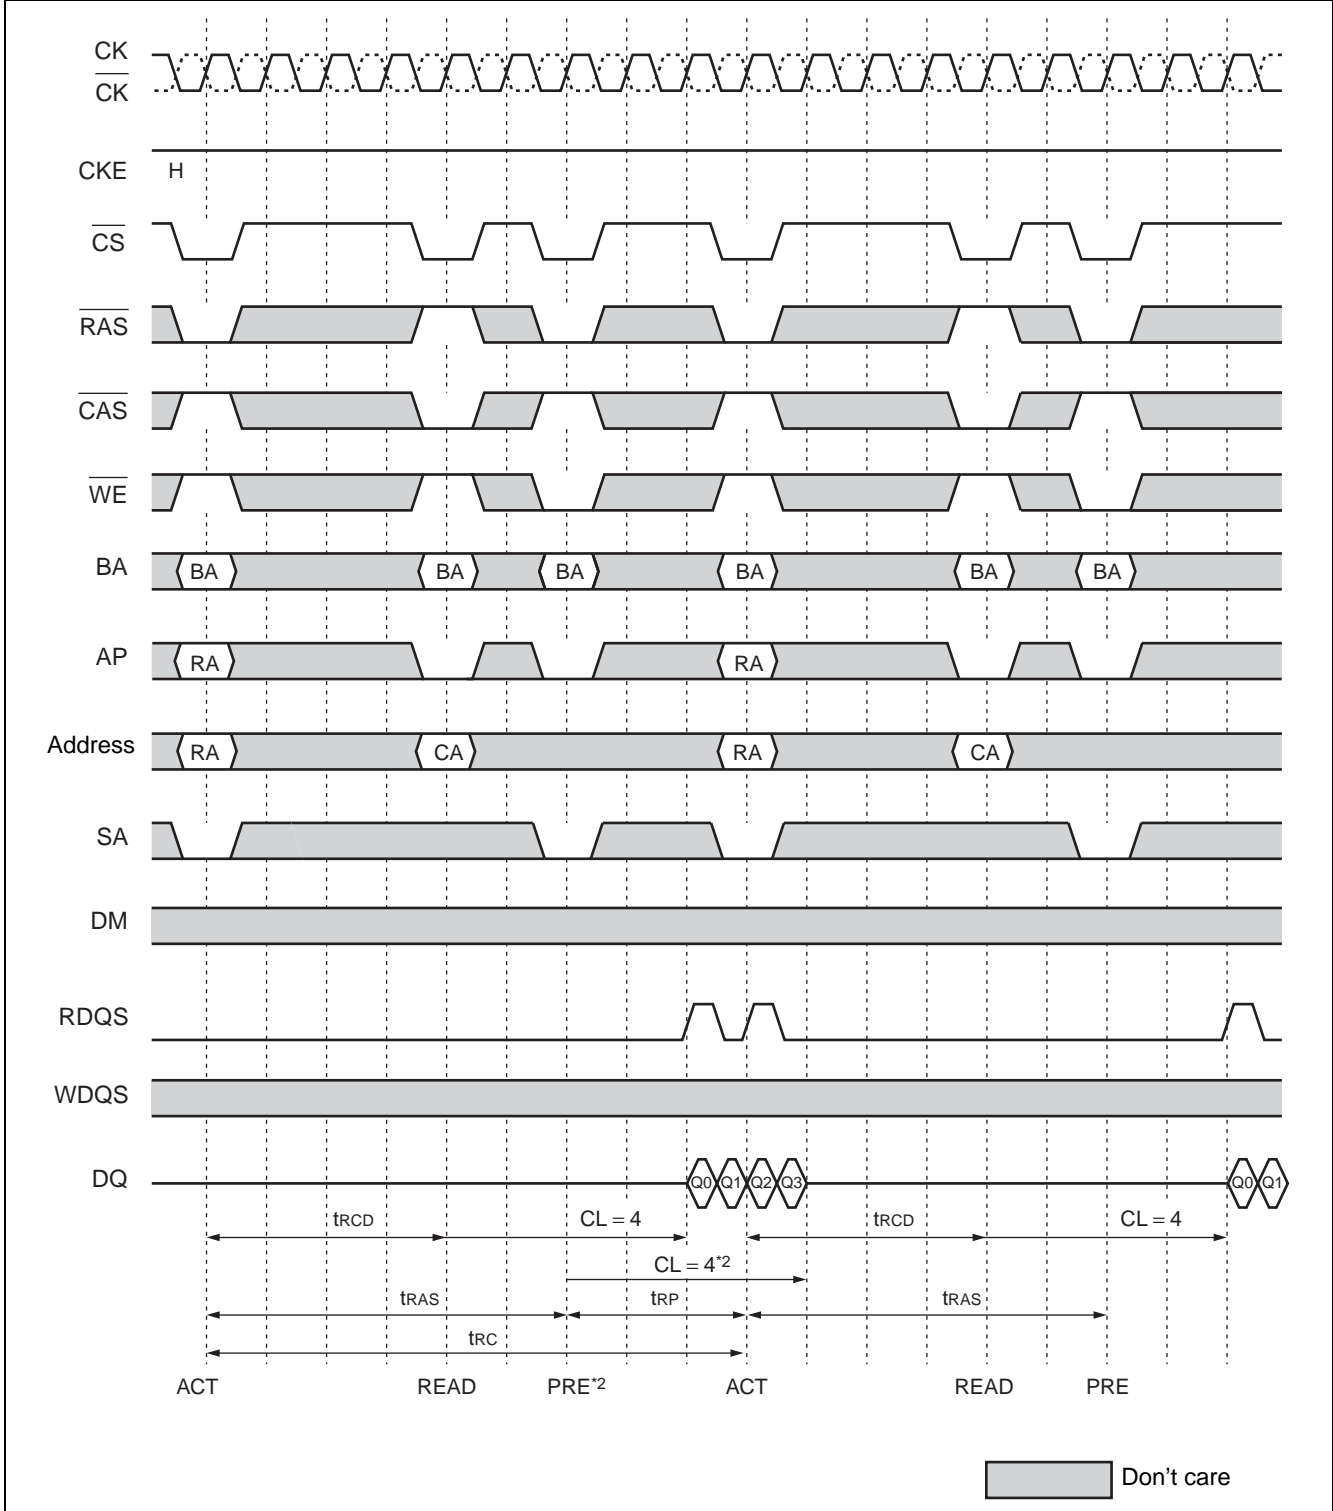 CK
CK
CKE H
CS
RAS
CAS
WE
BA BA BA BA BA BA BA
AP RA RA
Address RA CA RA CA
SA
DM
RDQS
WDQS
DQ Q0 Q1 Q2 Q3 Q0 Q1
tRCD CL = 4 tRCD CL = 4
CL = 4*2
tRAS tRP tRAS
tRC
ACT READ PRE*2 ACT READ PRE
Don't care